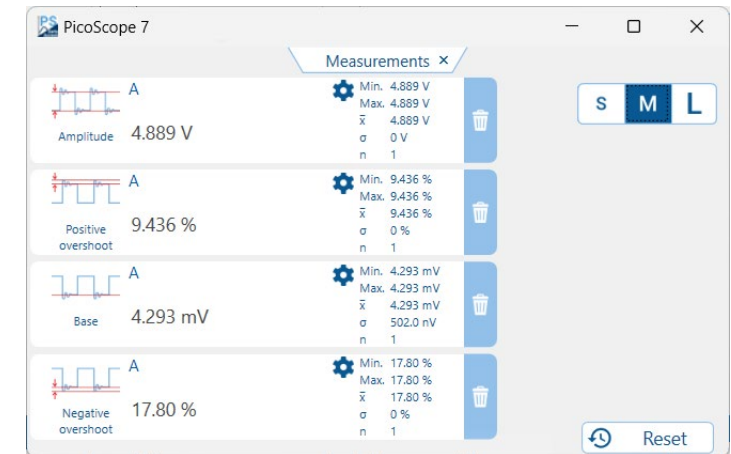 PS PicoScope 7
Measurements ×
A
Amplitude 4.889 V
Min. 4.889 V
Max. 4.889 V
x̄ 4.889 V
σ 0 V
n 1
S M L
A
Positive overshoot 9.436 %
Min. 9.436 %
Max. 9.436 %
x̄ 9.436 %
σ 0 %
n 1
A
Base 4.293 mV
Min. 4.293 mV
Max. 4.293 mV
x̄ 4.293 mV
σ 502.0 nV
n 1
A
Negative overshoot 17.80 %
Min. 17.80 %
Max. 17.80 %
x̄ 17.80 %
σ 0 %
n 1
Reset